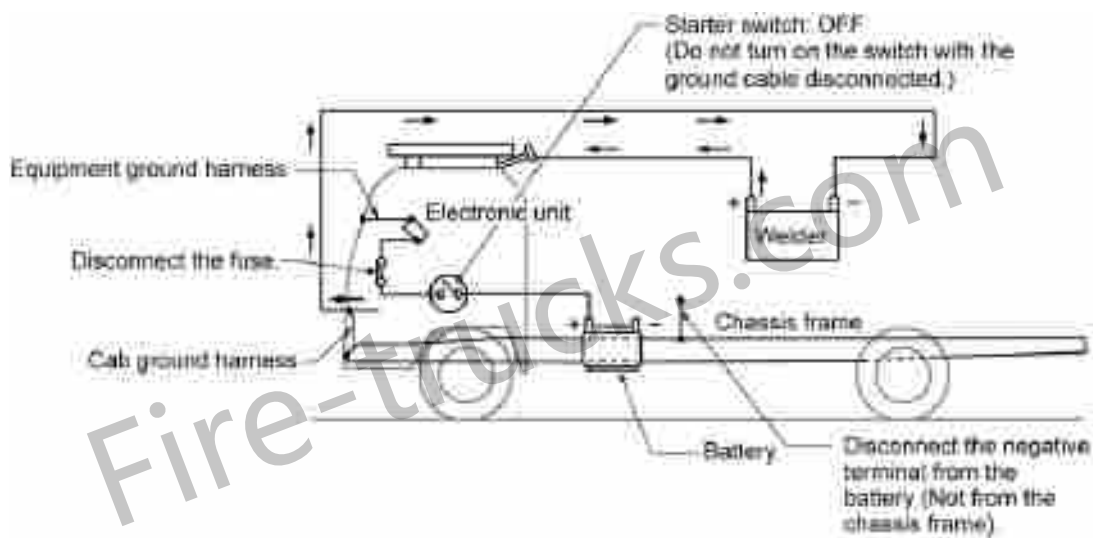 Starter switch: OFF
(Do not turn on the switch with the
ground cable disconnected.)
Equipment ground harness
Electronic unit
+ −
Welder
Disconnect the fuse.
+ −
Chassis frame
Cab ground harness
Battery
Disconnect the negative
terminal from the
battery (Not from the
chassis frame)
Fire-trucks.com